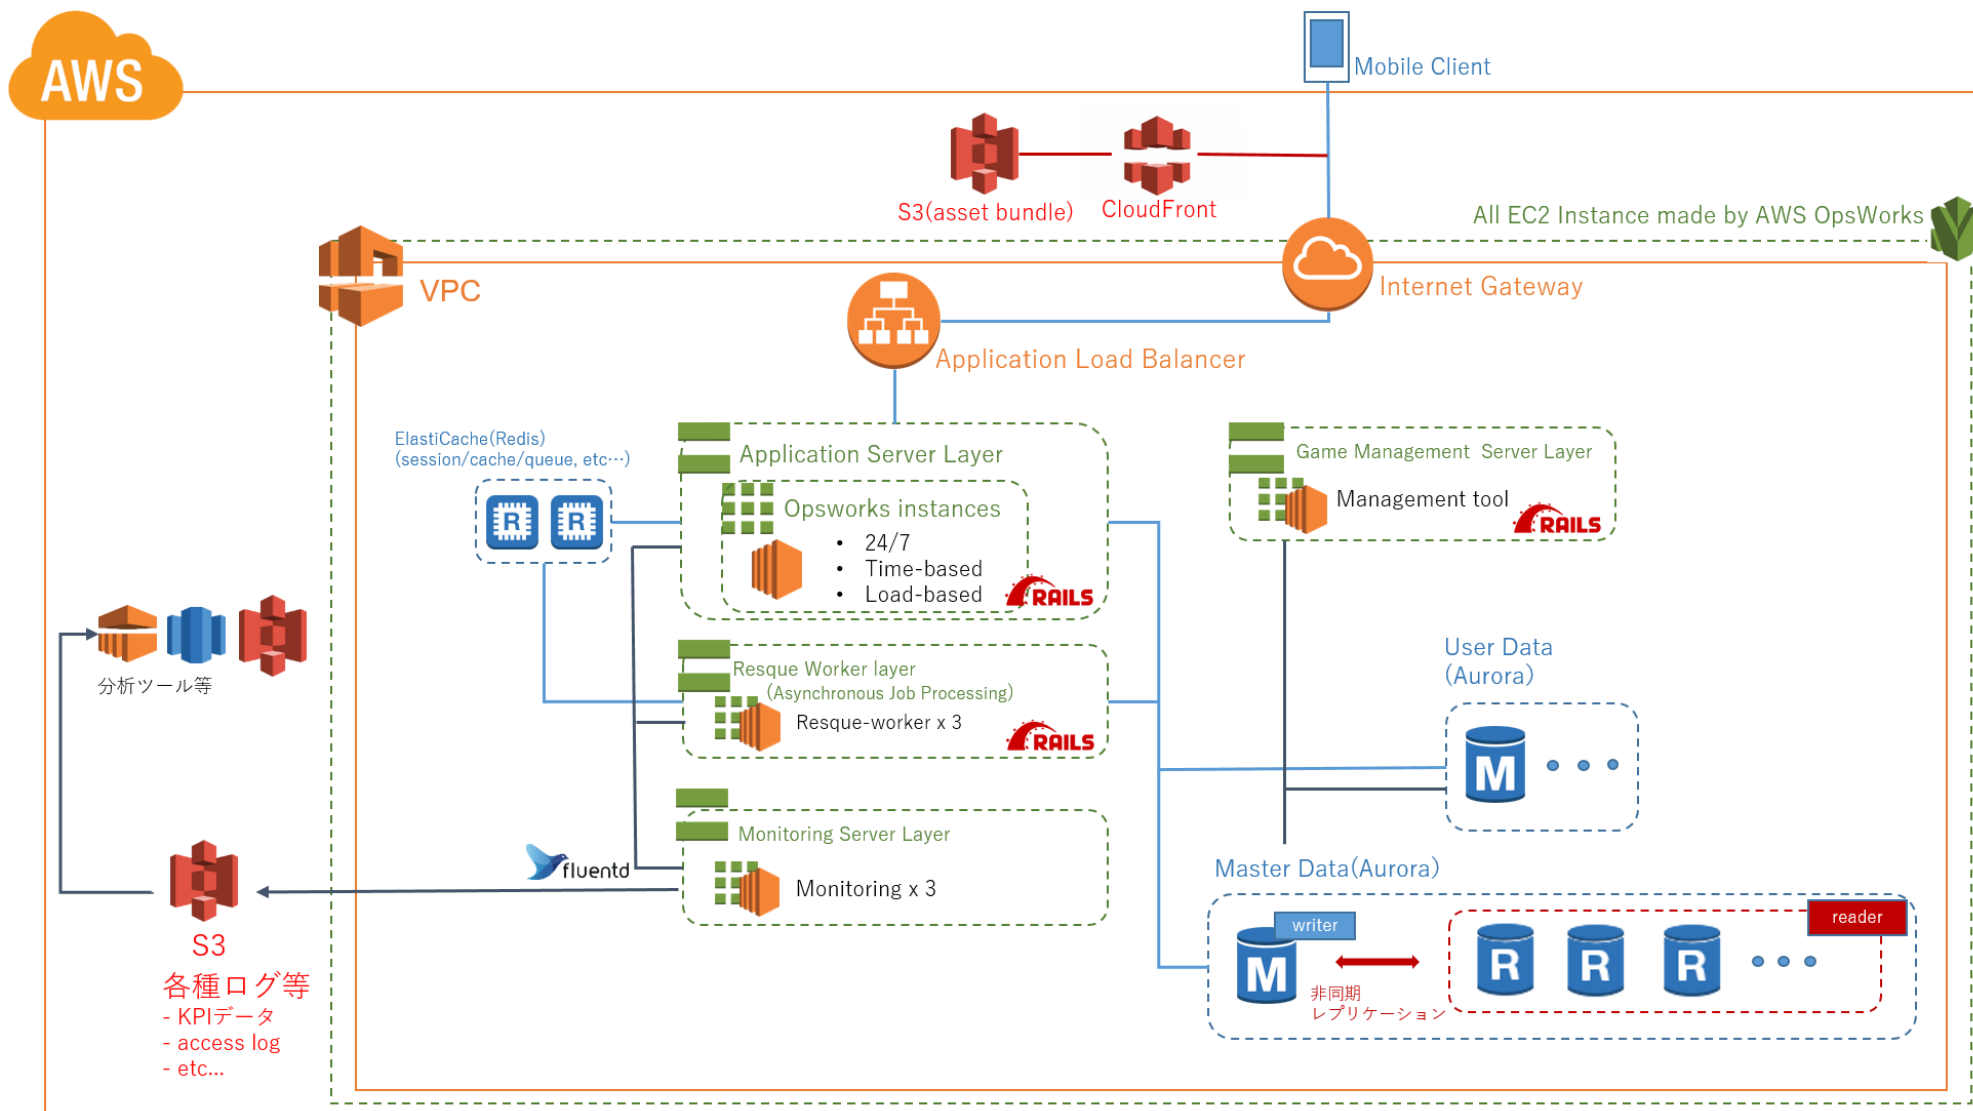 AWS
Mobile Client
S3(asset bundle)
CloudFront
All EC2 Instance made by AWS OpsWorks
VPC
Internet Gateway
Application Load Balancer
ElastiCache(Redis)
(session/cache/queue, etc…)
R
R
Application Server Layer
Opsworks instances
• 24/7
• Time-based
• Load-based
RAILS
Game Management Server Layer
Management tool
RAILS
分析ツール等
Resque Worker layer
(Asynchronous Job Processing)
Resque-worker x 3
RAILS
User Data
(Aurora)
M
Monitoring Server Layer
Monitoring x 3
fluentd
Master Data(Aurora)
writer
reader
M
R
R
R
非同期
レプリケーション
S3
各種ログ等
- KPIデータ
- access log
- etc...